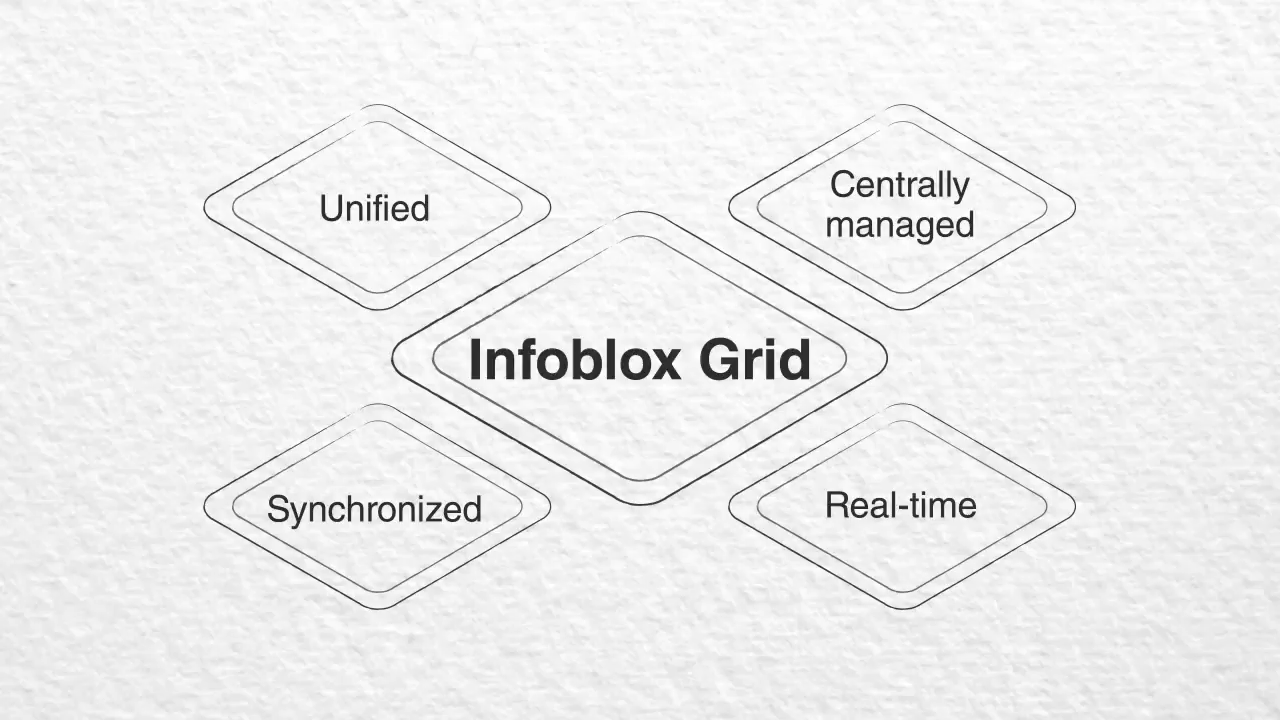 Unified
Centrally
managed
Infoblox Grid
Synchronized
Real-time